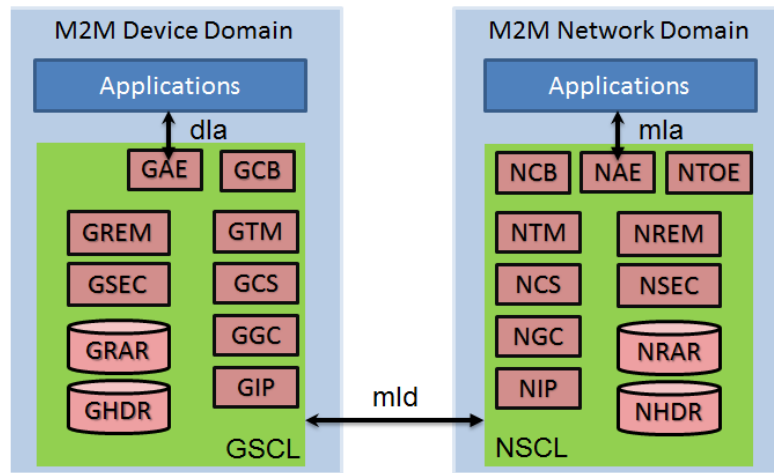 M2M Device Domain
Applications
dla
GAE
GCB
GREM
GTM
GSEC
GCS
GRAR
GGC
GHDR
GIP
GSCL
mld
M2M Network Domain
Applications
mla
NCB
NAE
NTOE
NTM
NREM
NCS
NSEC
NGC
NRAR
NIP
NHDR
NSCL